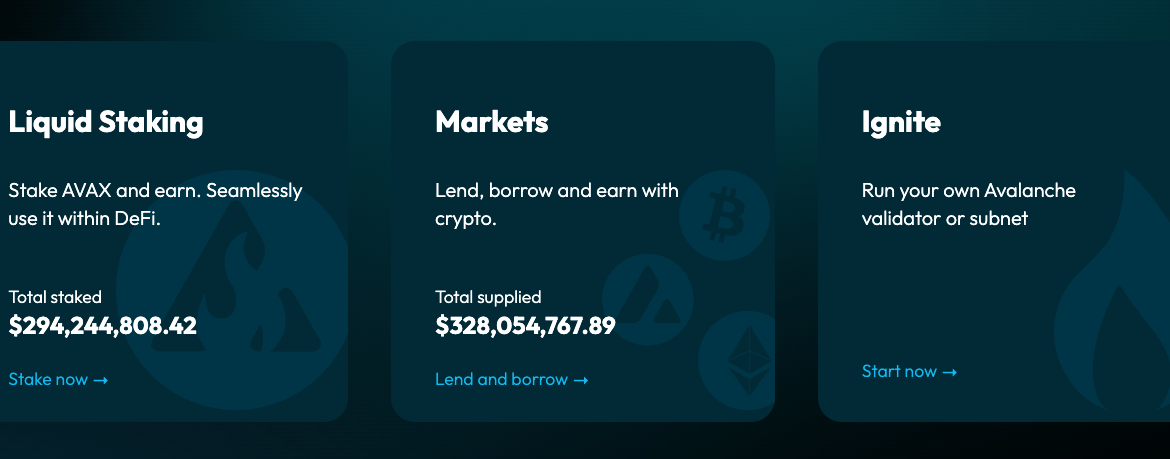 Liquid Staking
Stake AVAX and earn. Seamlessly
use it within DeFi.
Total staked
$294,244,808.42
Stake now →
Markets
Lend, borrow and earn with
crypto.
Total supplied
$328,054,767.89
Lend and borrow →
Ignite
Run your own Avalanche
validator or subnet
Start now →